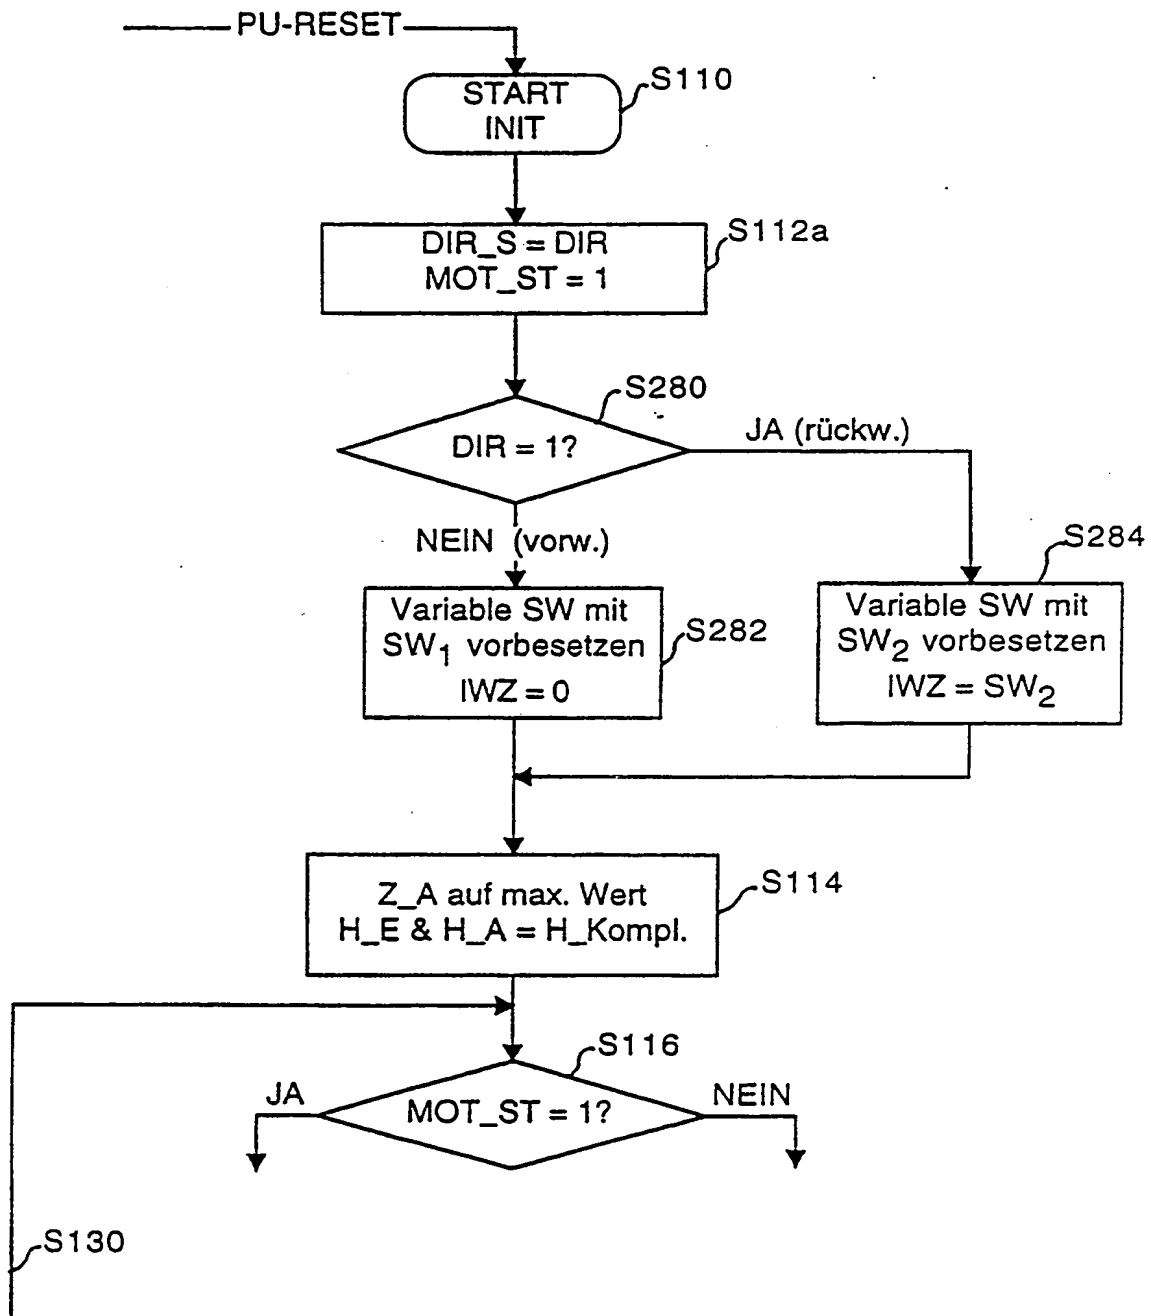 PU-RESET
START
INIT
S110
DIR_S = DIR
MOT_ST = 1
S112a
DIR = 1?
S280
JA (rückw.)
NEIN (vorw.)
Variable SW mit
SW₁ vorbesetzen
IWZ = 0
S282
Variable SW mit
SW₂ vorbesetzen
IWZ = SW₂
S284
Z_A auf max. Wert
H_E & H_A = H_Kompl.
S114
S116
JA
MOT_ST = 1?
NEIN
S130